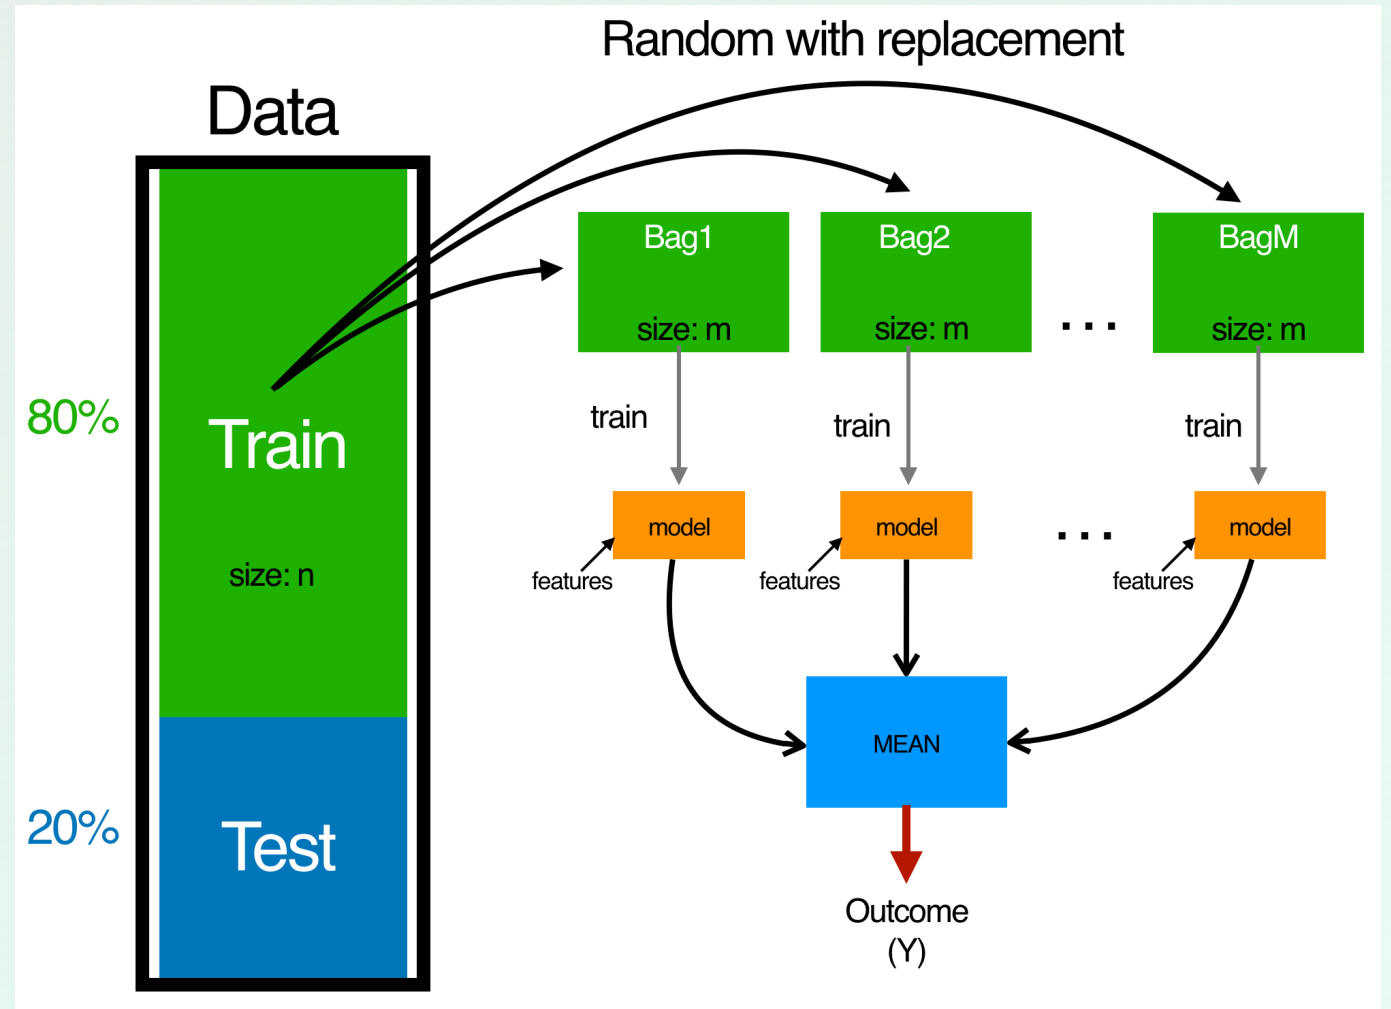 Random with replacement
Data
80%
Train
size: n
20%
Test
Bag1
size: m
Bag2
size: m
...
BagM
size: m
train
train
train
model
features
model
features
...
model
features
MEAN
Outcome
(Y)